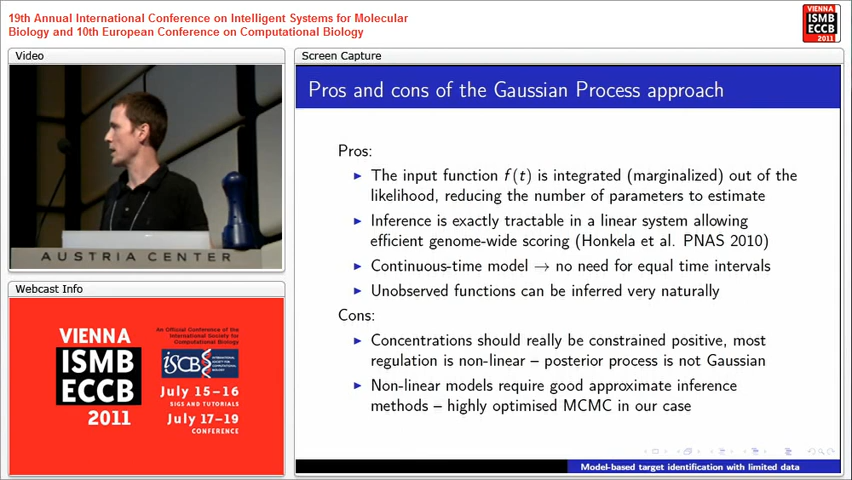 19th Annual International Conference on Intelligent Systems for Molecular
Biology and 10th European Conference on Computational Biology
VIENNA
ISMB
ECCB
2011
Video
Screen Capture
AUSTRIA CENTER
Pros and cons of the Gaussian Process approach
Pros:
► The input function f(t) is integrated (marginalized) out of the
likelihood, reducing the number of parameters to estimate
► Inference is exactly tractable in a linear system allowing
efficient genome-wide scoring (Honkela et al. PNAS 2010)
► Continuous-time model → no need for equal time intervals
► Unobserved functions can be inferred very naturally
Cons:
► Concentrations should really be constrained positive, most
regulation is non-linear – posterior process is not Gaussian
► Non-linear models require good approximate inference
methods – highly optimised MCMC in our case
Model-based target identification with limited data
Webcast Info
VIENNA
ISMB
ECCB
2011
An Official Conference of the
International Society for
Computational Biology
ISCB
INTERNATIONAL
SOCIETY FOR
COMPUTATIONAL
BIOLOGY
July 15–16
SIGS AND TUTORIALS
July 17–19
CONFERENCE